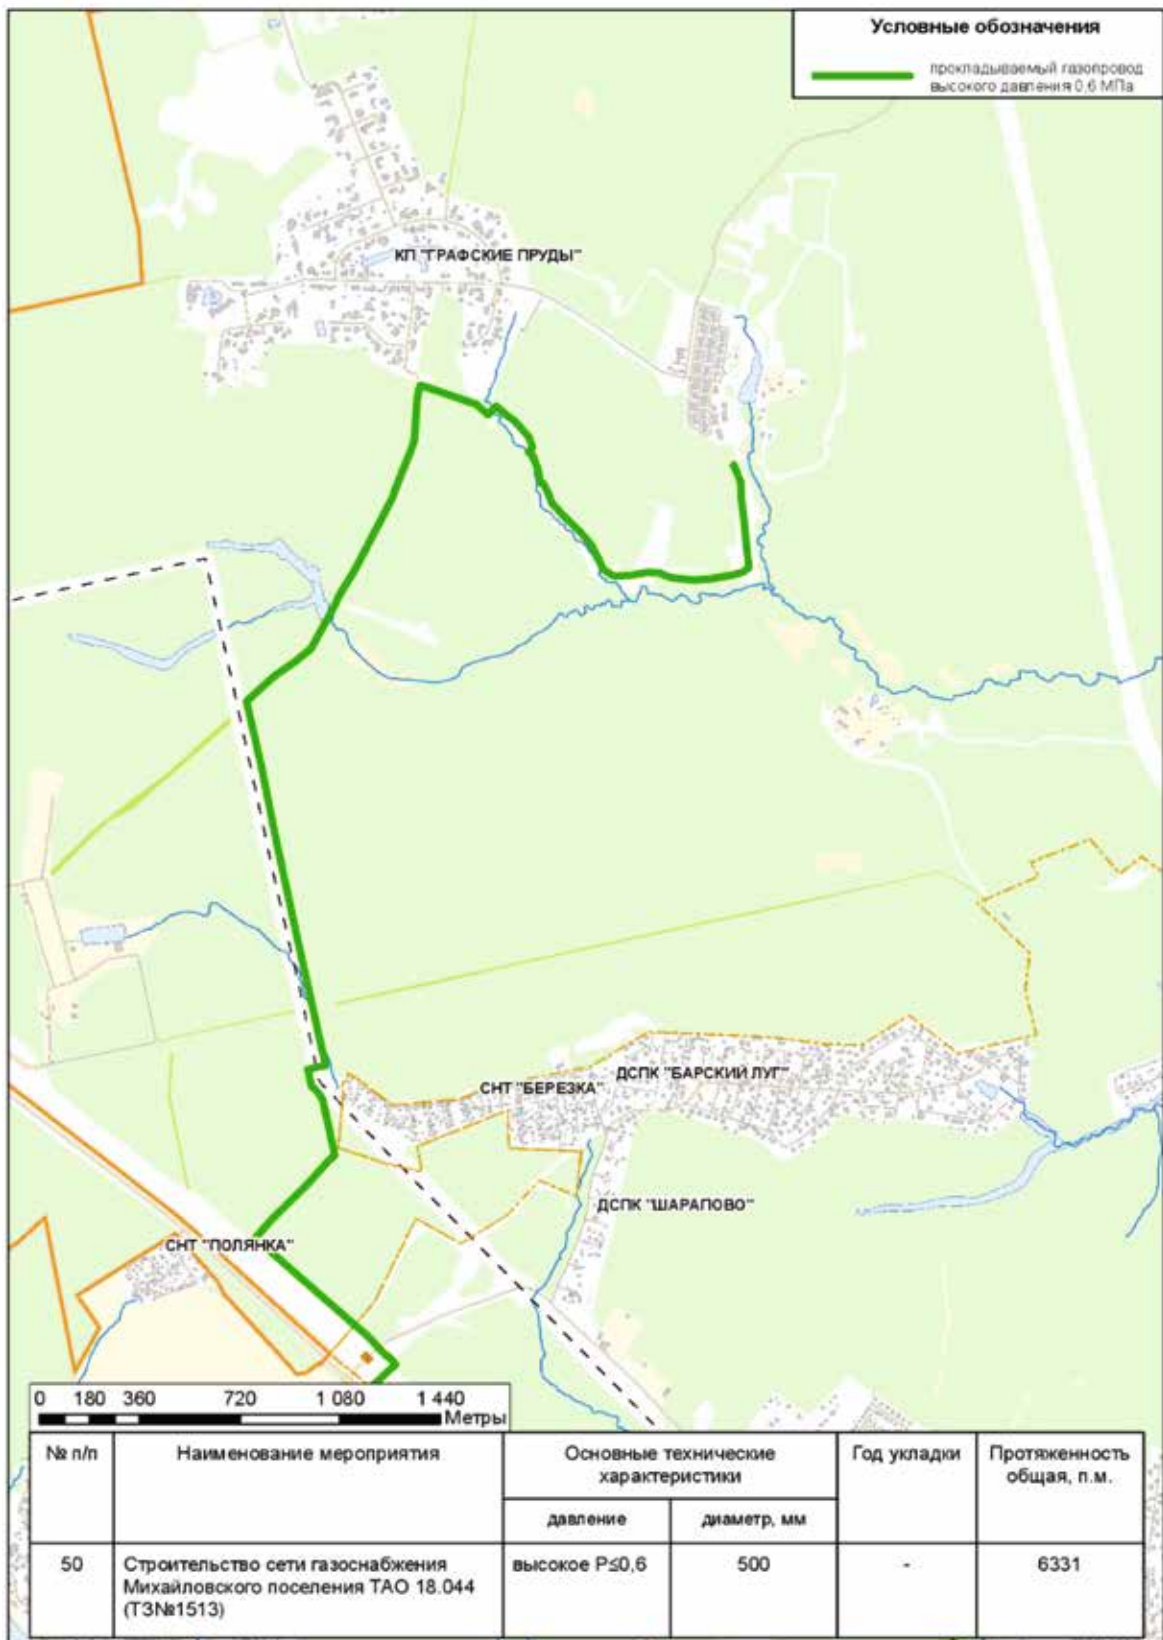 Условные обозначения
прокладываемый газопровод
высокого давления 0,6 МПа
КП "ГРАФСКИЕ ПРУДЫ"
ДСПК "БАРСКИЙ ЛУГ"
СНТ "БЕРЕЗКА"
ДСПК "ШАРАПОВО"
СНТ "ПОЛЯНКА"
0 180 360 720 1 080 1 440
Метры
№ п/п
Наименование мероприятия
Основные технические
характеристики
Год укладки
Протяженность
общая, п.м.
давление
диаметр, мм
50
Строительство сети газоснабжения
Михайловского поселения ТАО 18.044
(ТЗ№1513)
высокое P≤0,6
500
-
6331